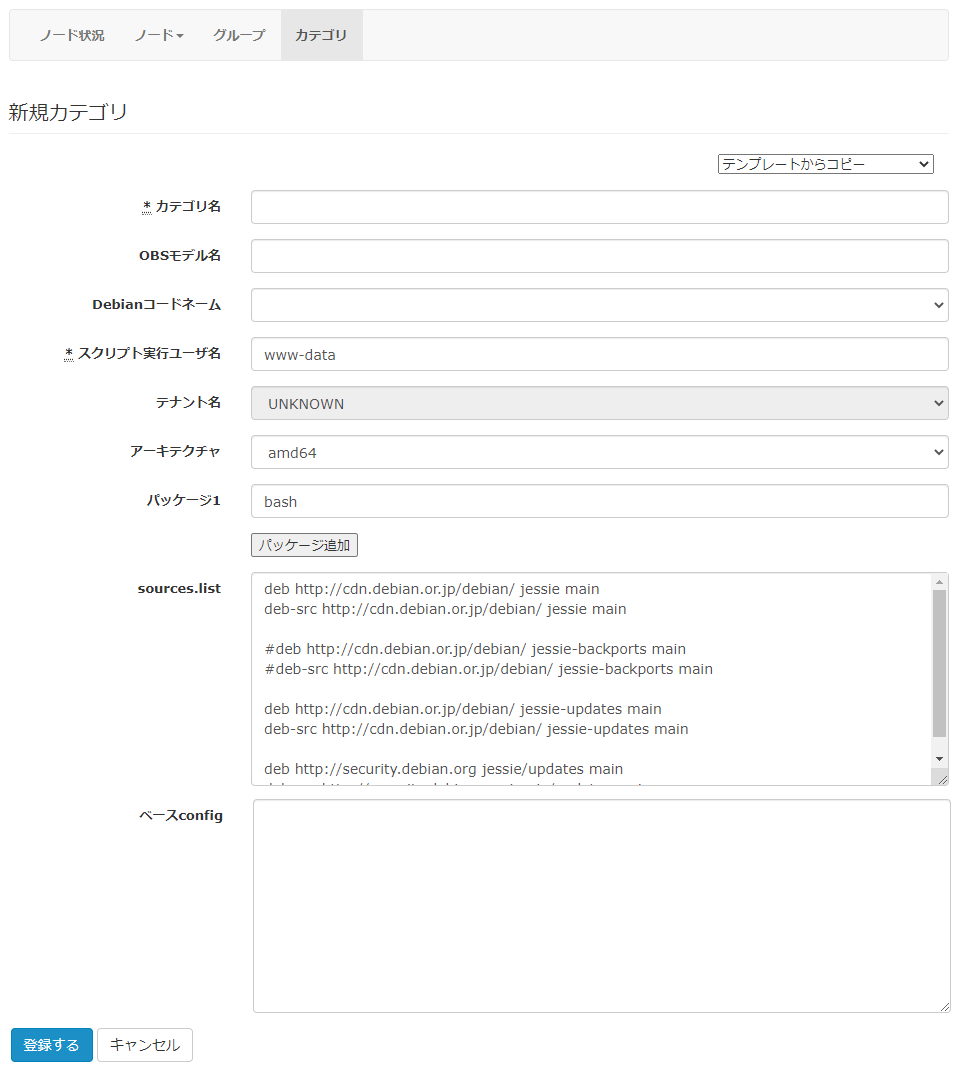 ノード状況 ノード グループ カテゴリ
新規カテゴリ
テンプレートからコピー
* カテゴリ名
OBSモデル名
Debianコードネーム
* スクリプト実行ユーザ名 www-data
テナント名 UNKNOWN
アーキテクチャ amd64
パッケージ1 bash
パッケージ追加
sources.list deb http://cdn.debian.or.jp/debian/ jessie main
deb-src http://cdn.debian.or.jp/debian/ jessie main
#deb http://cdn.debian.or.jp/debian/ jessie-backports main
#deb-src http://cdn.debian.or.jp/debian/ jessie-backports main
deb http://cdn.debian.or.jp/debian/ jessie-updates main
deb-src http://cdn.debian.or.jp/debian/ jessie-updates main
deb http://security.debian.org jessie/updates main
ベースconfig
登録する キャンセル